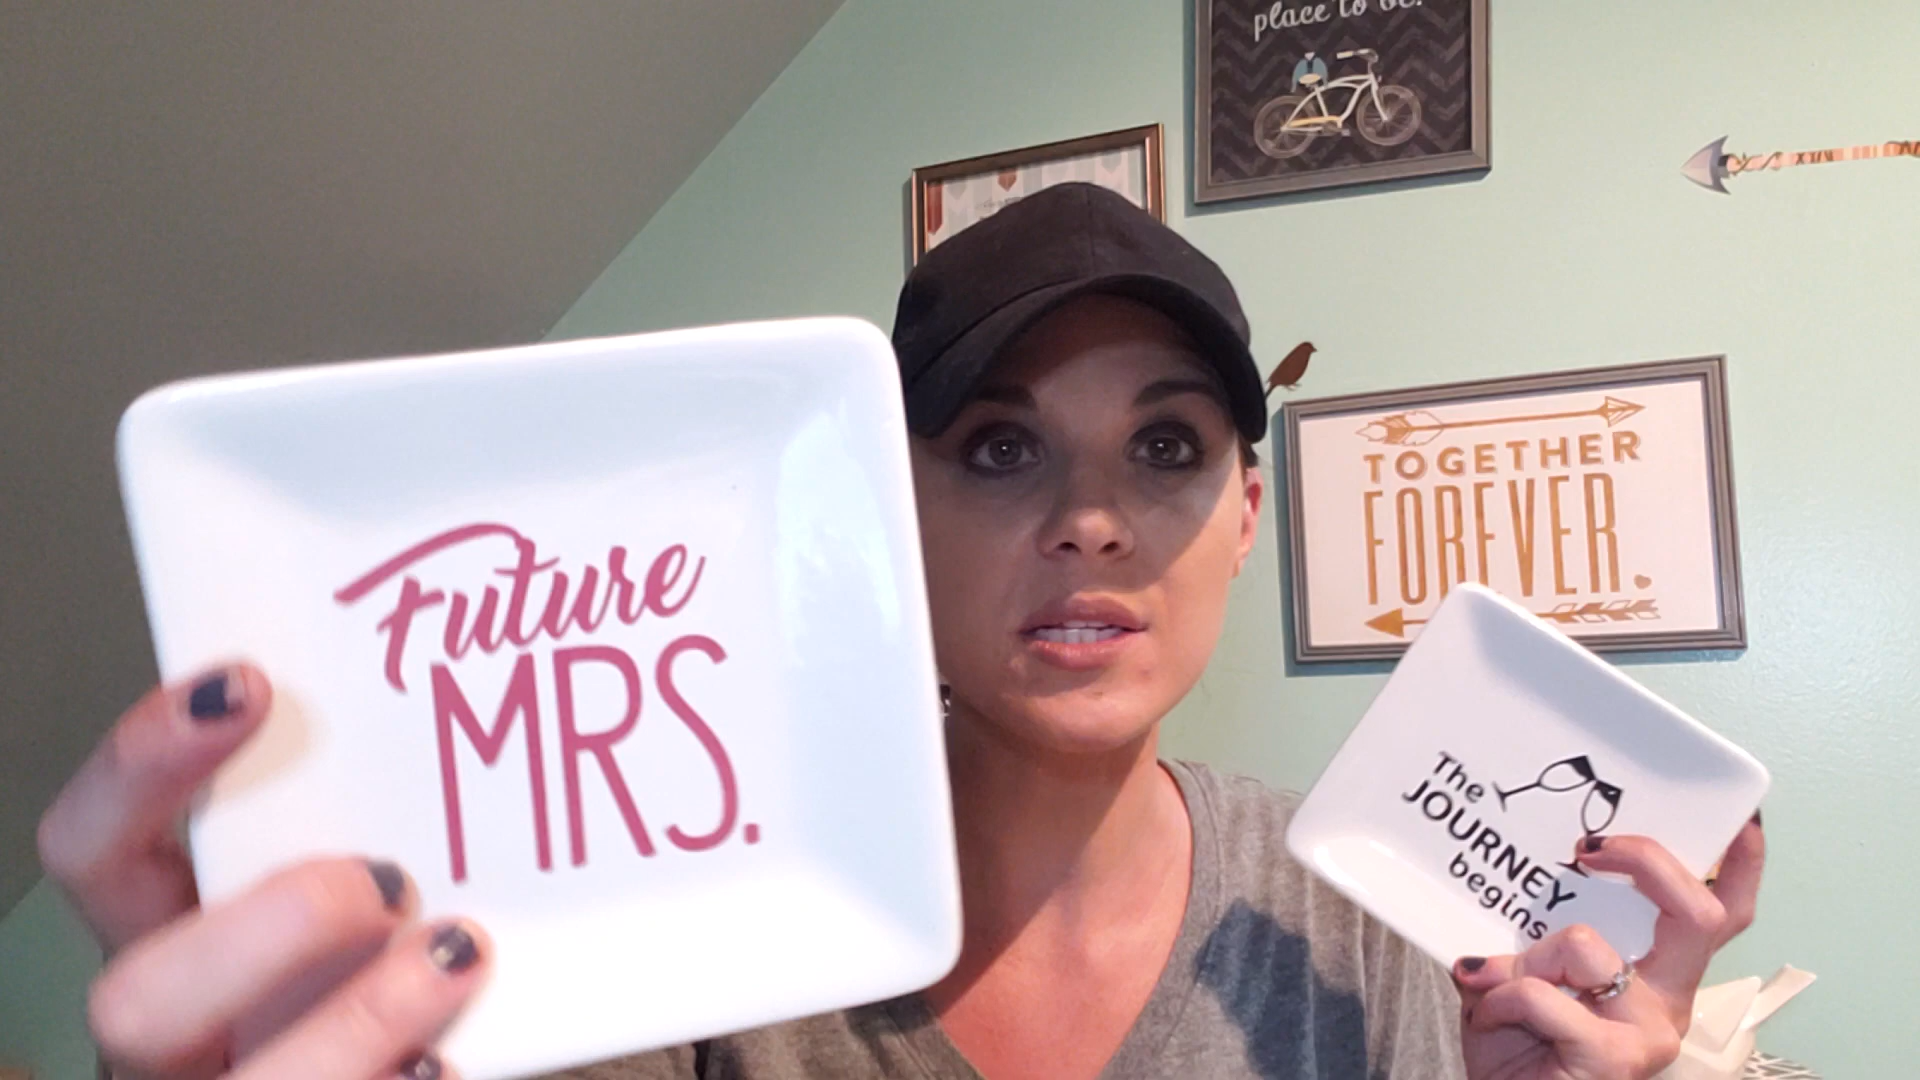 place to be.
Future
MRS.
TOGETHER
FOREVER.
The
JOURNEY
begins